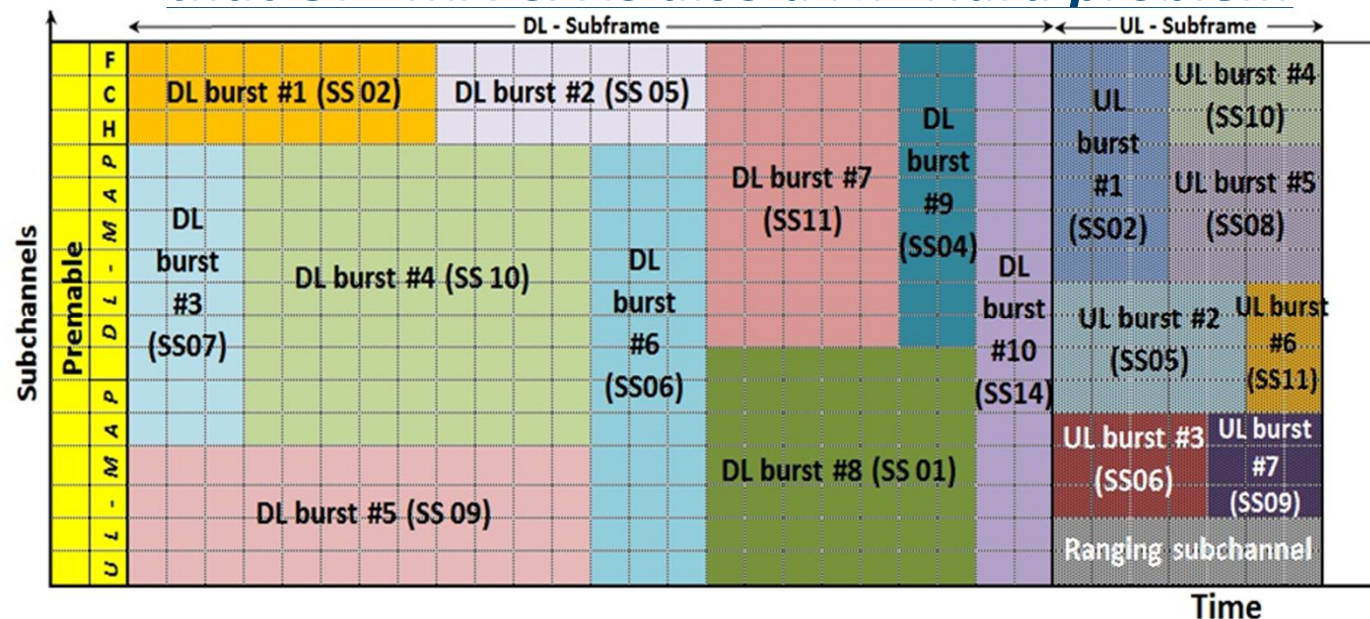 DL - Subframe
UL - Subframe
Subchannels
Premable
F
C
H
P
A
M
-
L
D
P
A
M
-
L
U
DL burst #1 (SS 02)
DL burst #2 (SS 05)
DL
burst
#3
(SS07)
DL burst #4 (SS 10)
DL burst #5 (SS 09)
DL
burst
#6
(SS06)
DL burst #7
(SS11)
DL burst #8 (SS 01)
DL
burst
#9
(SS04)
DL
burst
#10
(SS14)
UL
burst
#1
(SS02)
UL burst #4
(SS10)
UL burst #5
(SS08)
UL burst #2
(SS05)
UL burst
#6
(SS11)
UL burst #3
(SS06)
UL burst
#7
(SS09)
Ranging subchannel
Time